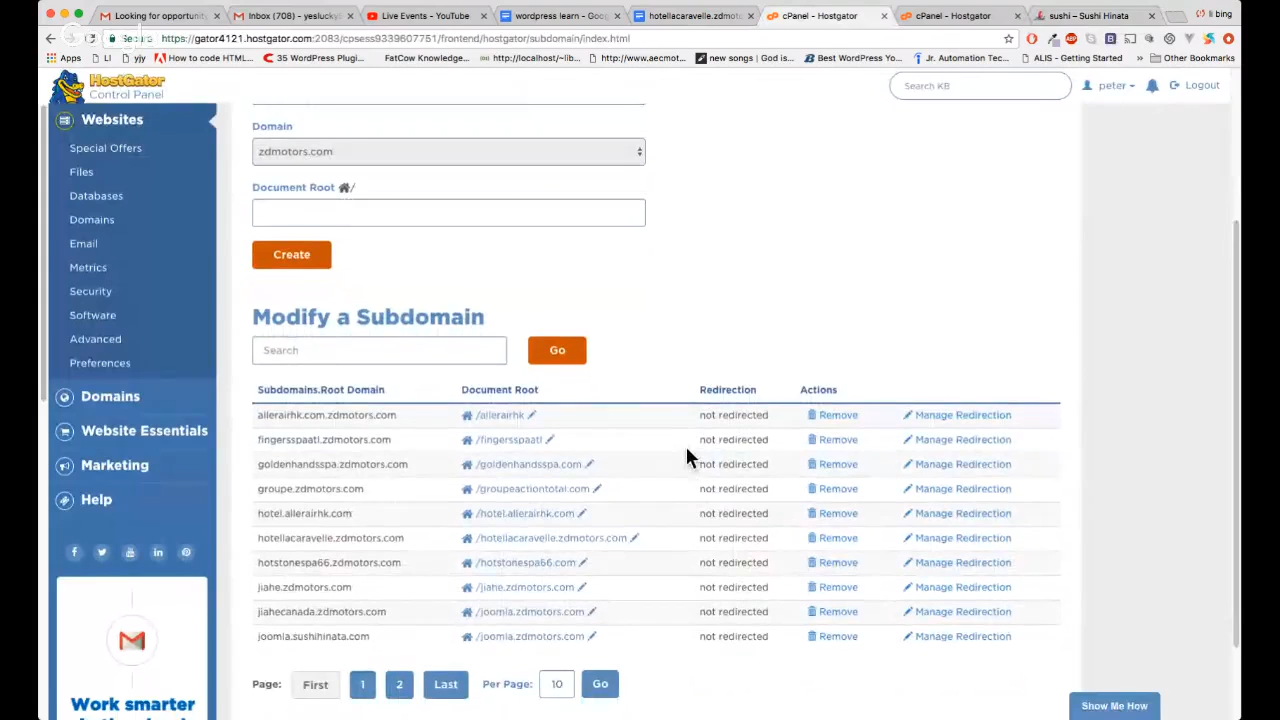 Looking for opportunity
Inbox (708) – yeslucky
Live Events - YouTube
wordpress learn - Goo
hotellacaravelle.zdmotors.
cPanel - Hostgator
cPanel - Hostgator
sushi – Sushi Hinata
li bing
Secure
https://gator4121.hostgator.com:2083/cpsess9339607751/frontend/hostgator/subdomain/index.html
Apps
LI
yjy
How to code HTML...
35 WordPress Plugi...
FatCow Knowledge...
http://localhost/~lib...
http://www.aecmot...
new songs | God is...
Best WordPress Yo...
Jr. Automation Tec...
ALIS - Getting Started
Other Bookmarks
HostGator
Control Panel
Search KB
peter
Logout
Websites
Special Offers
Files
Databases
Domains
Email
Metrics
Security
Software
Advanced
Preferences
Domains
Website Essentials
Marketing
Help
Work smarter
Domain
zdmotors.com
Document Root /
Create
Modify a Subdomain
Search
Go
Subdomains.Root Domain Document Root Redirection Actions
allerairhk.com.zdmotors.com /allerairhk not redirected Remove Manage Redirection
fingersspaatl.zdmotors.com /fingersspaatl not redirected Remove Manage Redirection
goldenhandsspa.zdmotors.com /goldenhandsspa.com not redirected Remove Manage Redirection
groupe.zdmotors.com /groupeactiontotal.com not redirected Remove Manage Redirection
hotel.allerairhk.com /hotel.allerairhk.com not redirected Remove Manage Redirection
hotellacaravelle.zdmotors.com /hotellacaravelle.zdmotors.com not redirected Remove Manage Redirection
hotstonespa66.zdmotors.com /hotstonespa66.com not redirected Remove Manage Redirection
jiahe.zdmotors.com /jiahe.zdmotors.com not redirected Remove Manage Redirection
jiahecanada.zdmotors.com /joomla.zdmotors.com not redirected Remove Manage Redirection
joomla.sushihinata.com /joomla.zdmotors.com not redirected Remove Manage Redirection
Page: First 1 2 Last Per Page: 10 Go
Show Me How